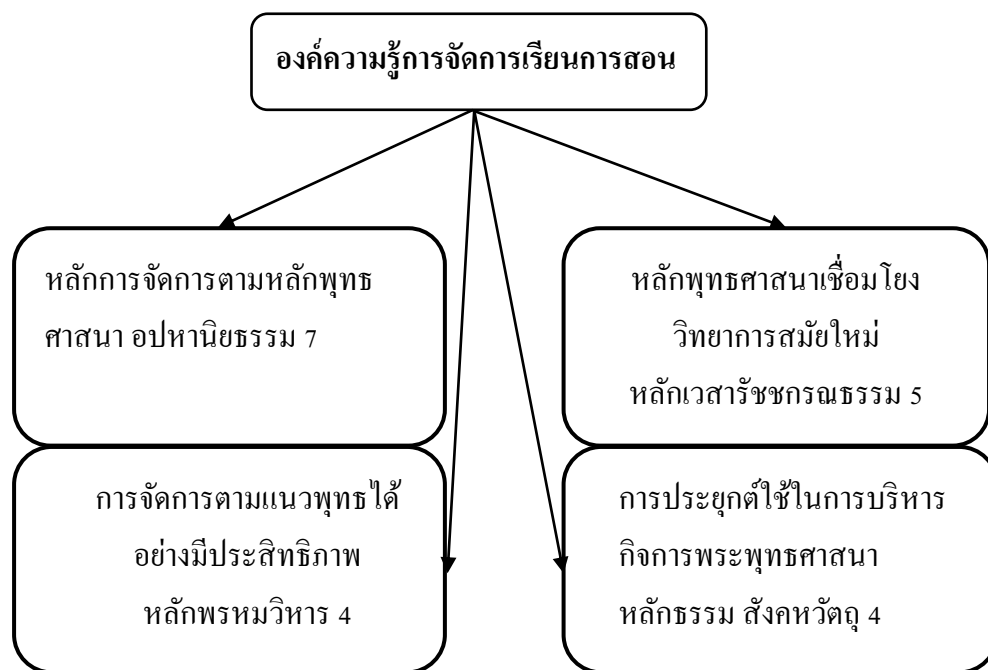 องค์ความรู้การจัดการเรียนการสอน
หลักการจัดการตามหลักพุทธ
ศาสนา อปหานิยธรรม 7
หลักพุทธศาสนาเชื่อมโยง
วิทยาการสมัยใหม่
หลักเวสารัชชกรณธรรม 5
การจัดการตามแนวพุทธได้
อย่างมีประสิทธิภาพ
หลักพรหมวิหาร 4
การประยุกต์ใช้ในการบริหาร
กิจการพระพุทธศาสนา
หลักธรรม สังคหวัตถุ 4